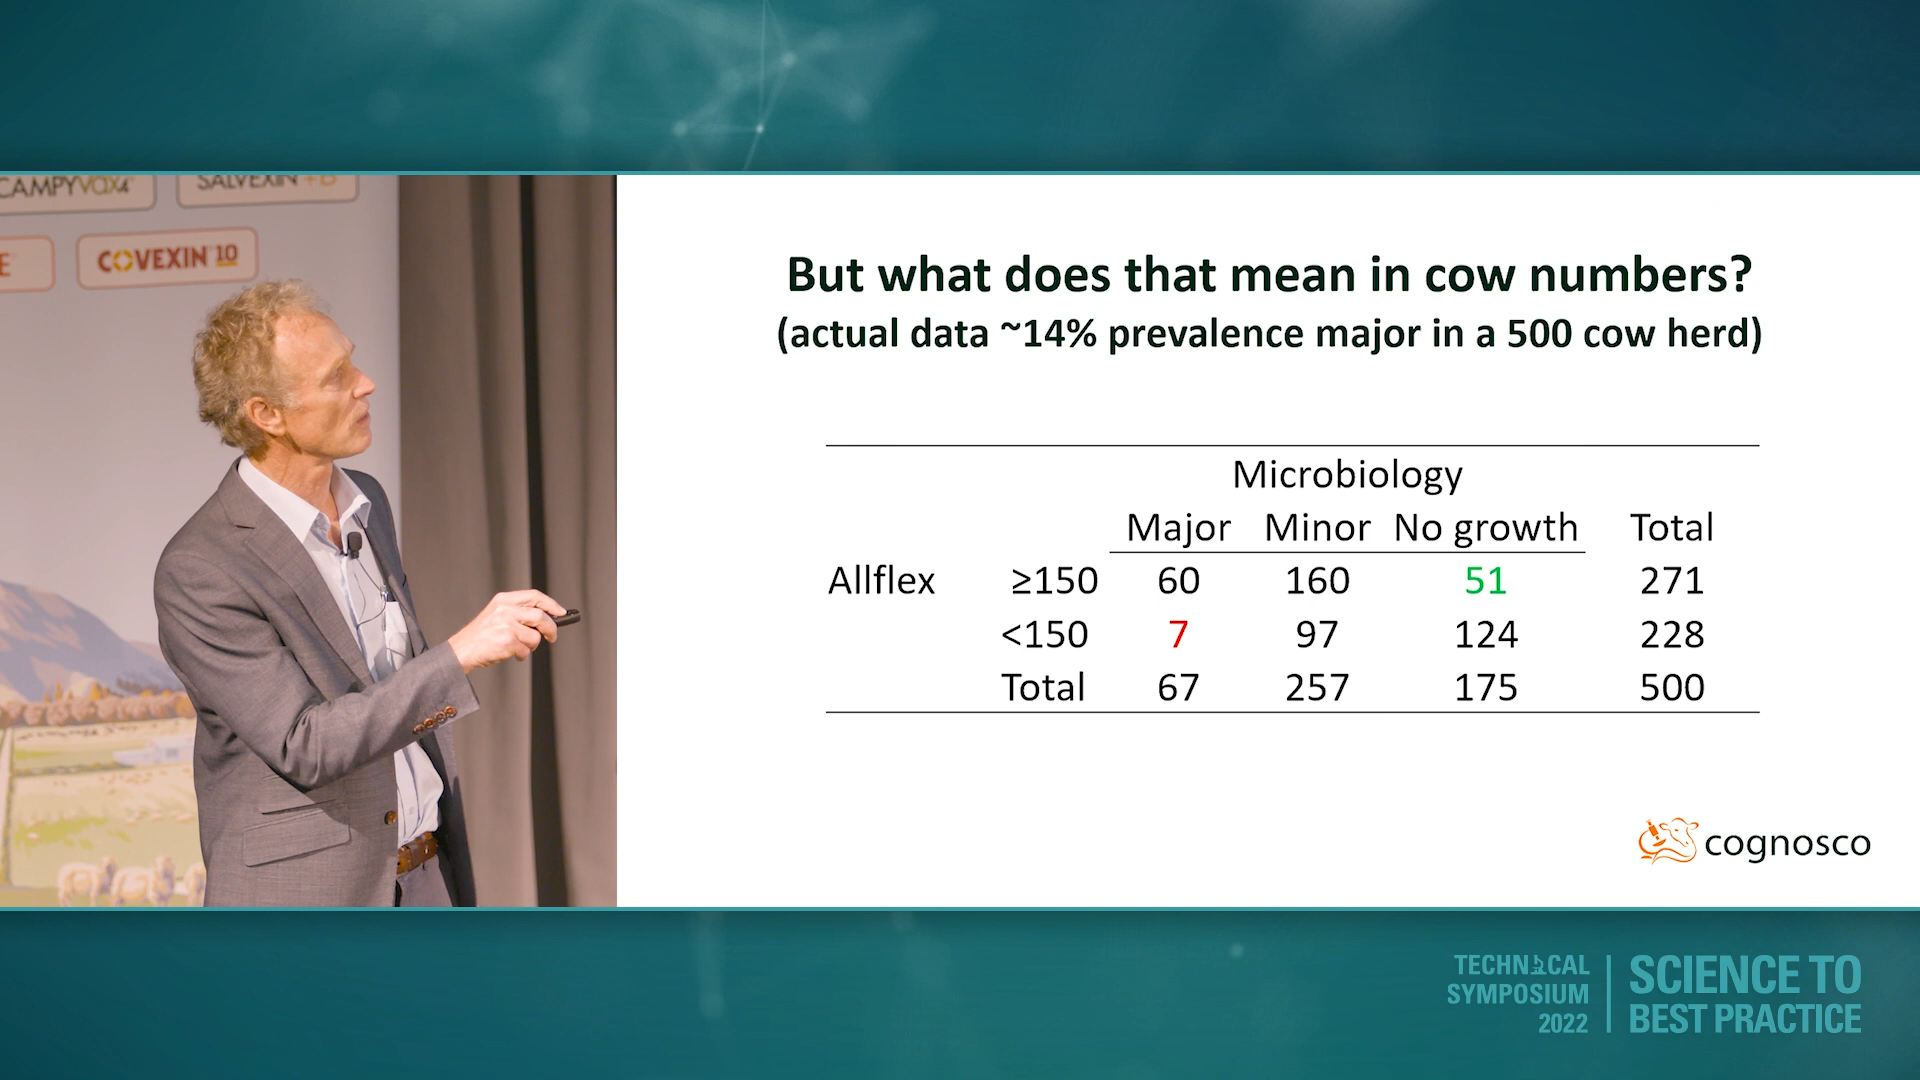 CAMPYVAX4
SALVEXIN +B
E
COVEXIN 10
But what does that mean in cow numbers?
(actual data ~14% prevalence major in a 500 cow herd)
Microbiology
Major Minor No growth Total
Allflex ≥150 60 160 51 271
<150 7 97 124 228
Total 67 257 175 500
cognosco
TECHNICAL
SYMPOSIUM
2022
SCIENCE TO
BEST PRACTICE